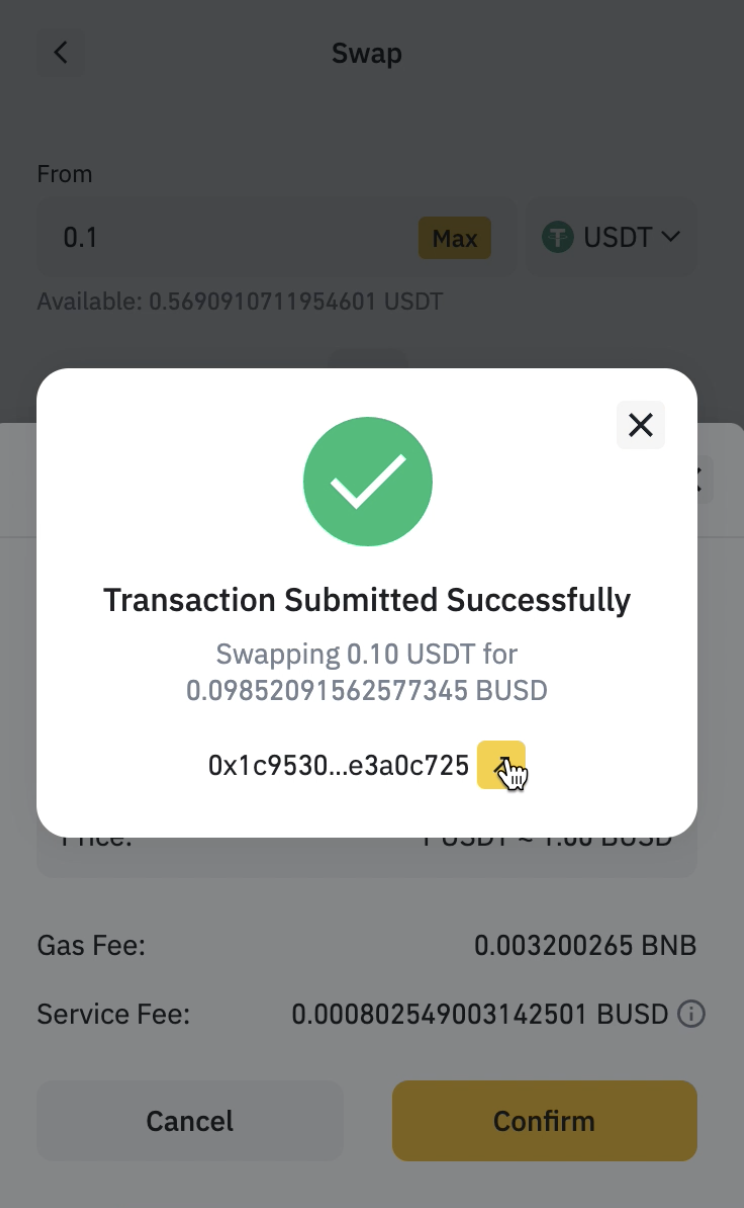 Swap
From
0.1 Max USDT
Available: 0.5690910711954601 USDT
Transaction Submitted Successfully
Swapping 0.10 USDT for
0.09852091562577345 BUSD
0x1c9530...e3a0c725
Price: 1 USDT ≈ 1.00 BUSD
Gas Fee: 0.003200265 BNB
Service Fee: 0.000802549003142501 BUSD
Cancel Confirm